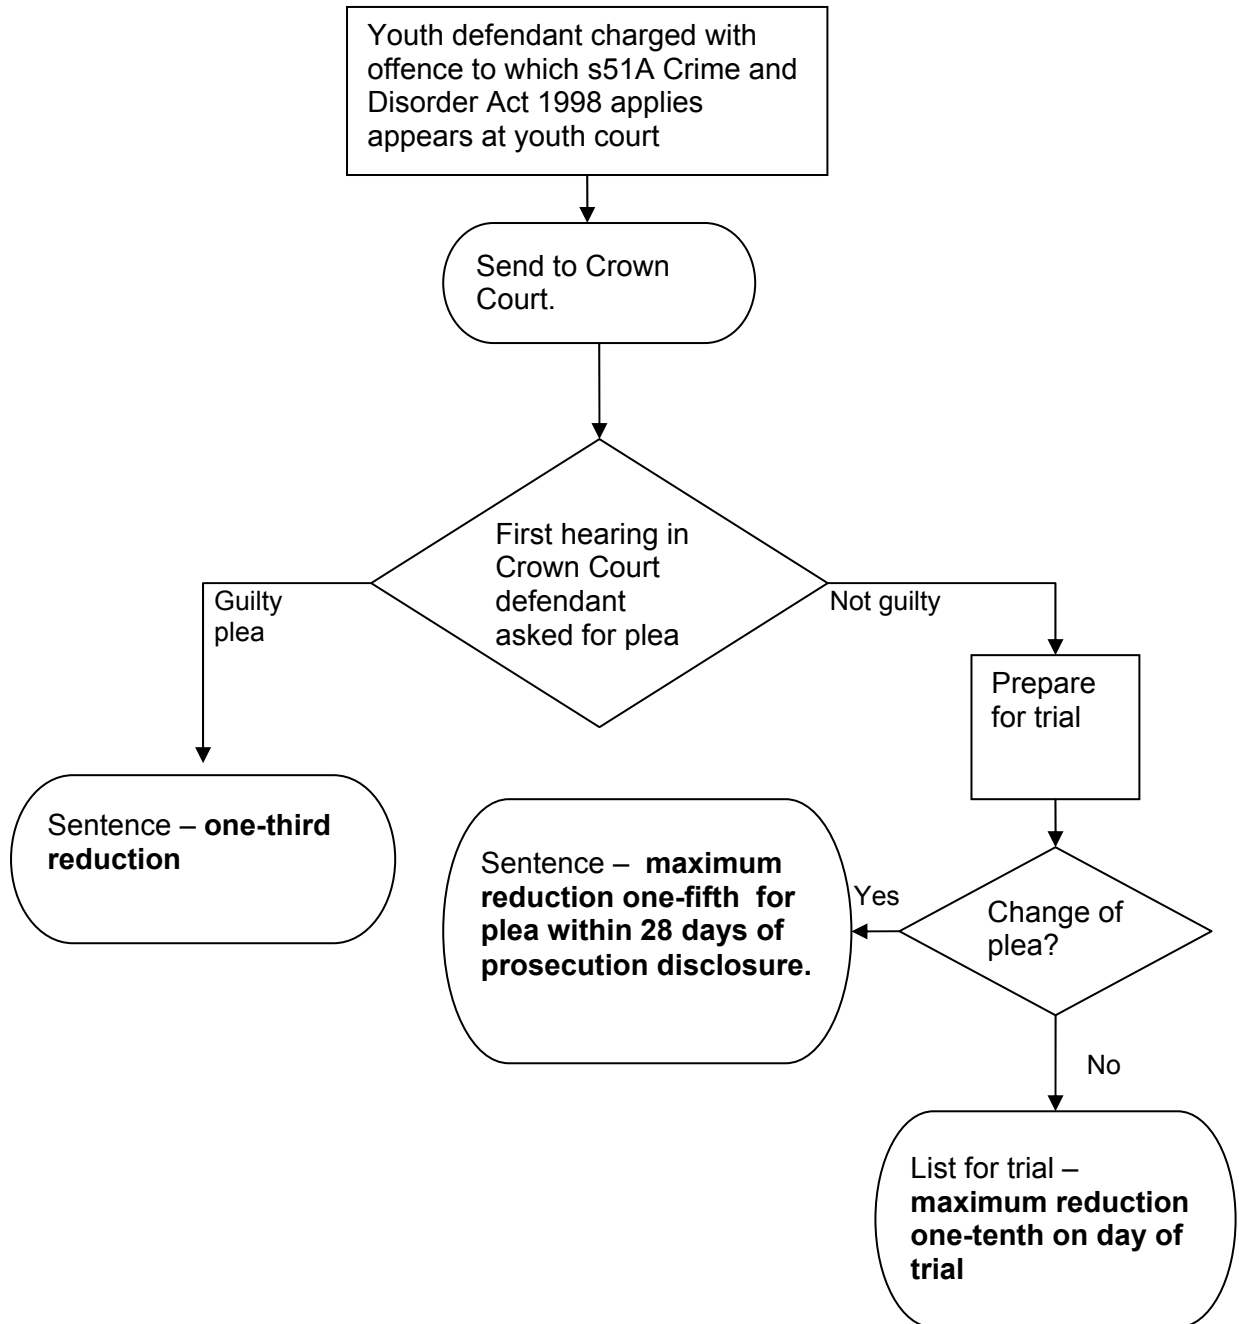 Youth defendant charged with
offence to which s51A Crime and
Disorder Act 1998 applies
appears at youth court
Send to Crown
Court.
First hearing in
Crown Court
defendant
asked for plea
Guilty
plea
Not guilty
Sentence – one-third
reduction
Prepare
for trial
Change of
plea?
Yes
Sentence –  maximum
reduction one-fifth  for
plea within 28 days of
prosecution disclosure.
No
List for trial –
maximum reduction
one-tenth on day of
trial